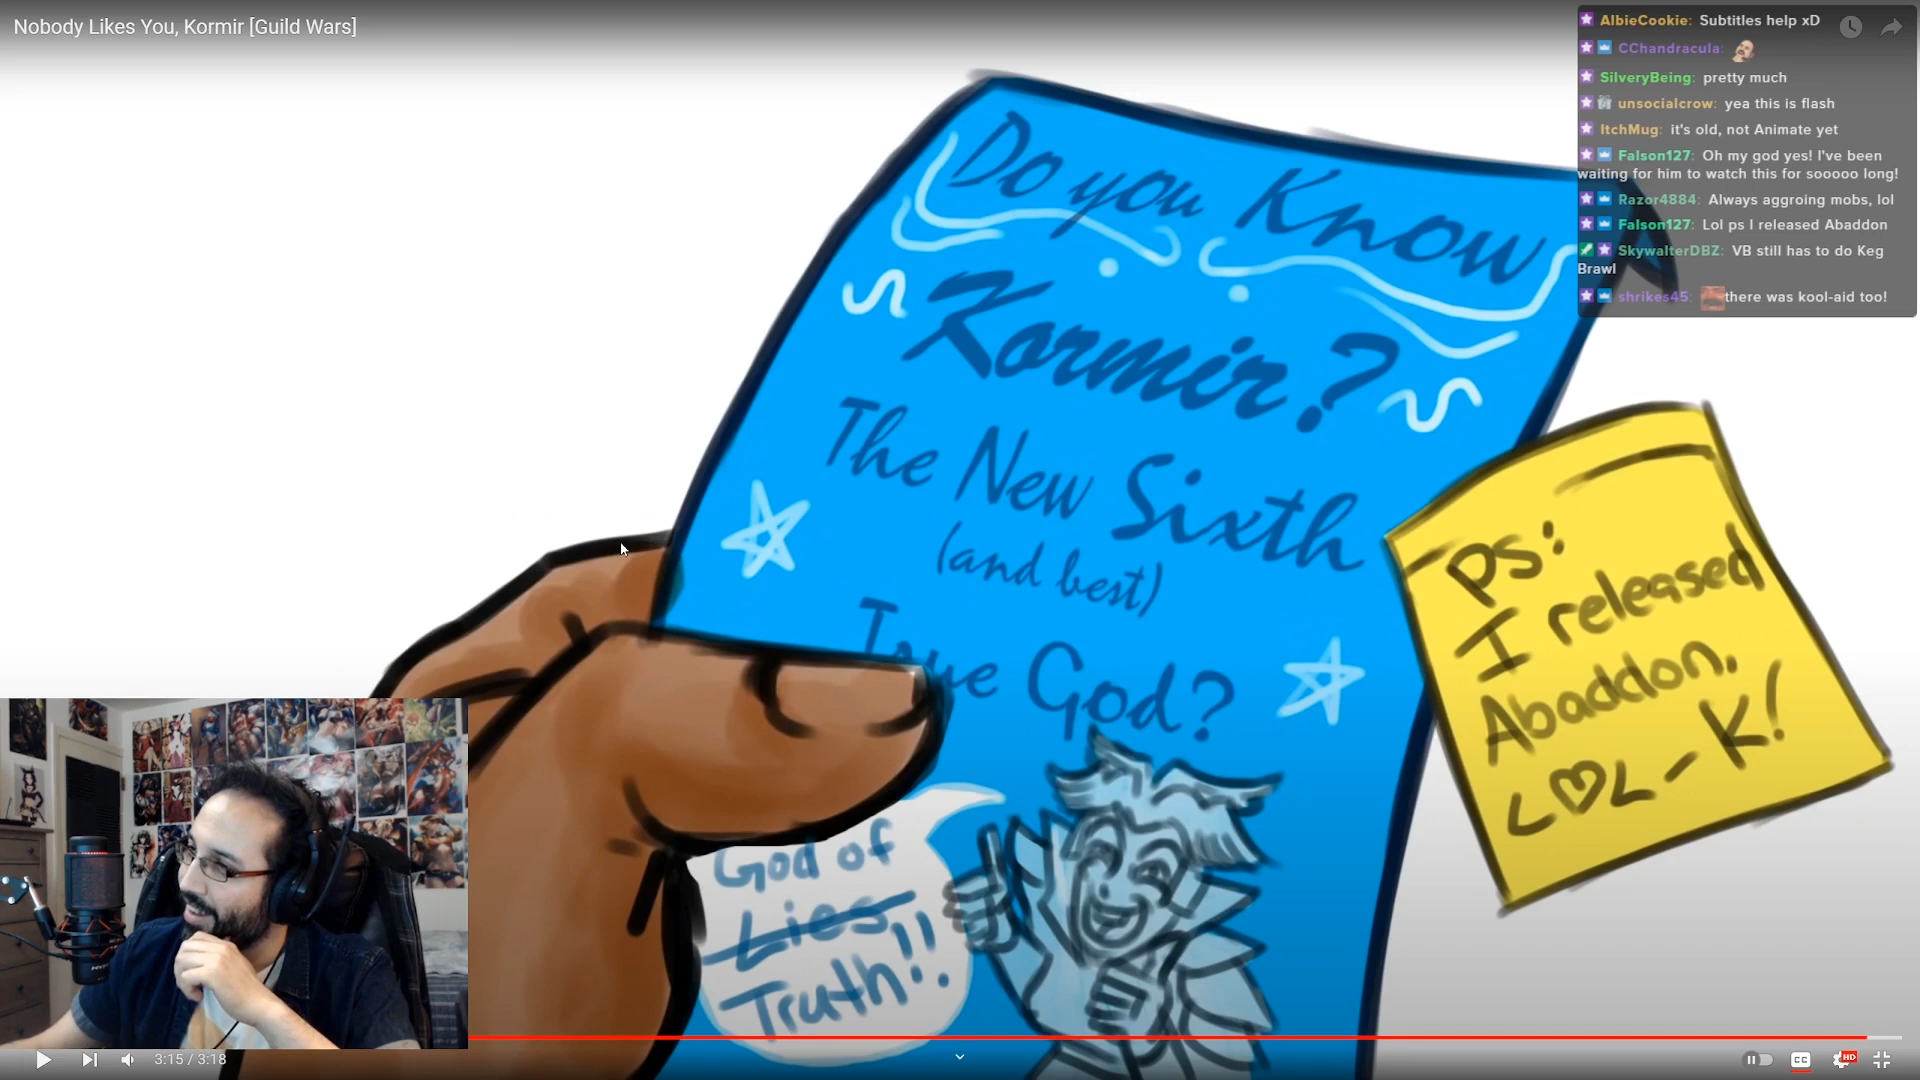 Nobody Likes You, Kormir [Guild Wars]
AlbieCookie: Subtitles help xD
CChandracula:
SilveryBeing: pretty much
unsocialcrow: yea this is flash
ItchMug: it's old, not Animate yet
Falson127: Oh my god yes! I've been
waiting for him to watch this for sooooo long!
Razor4884: Always aggroing mobs, lol
Falson127: Lol ps I released Abaddon
SkywalterDBZ: VB still has to do Keg
Brawl
shrikes45: there was kool-aid too!
Do you Know
Kormir?
The New Sixth
(and best)
True God?
God of
Lies
Truth!!
PS:
I released
Abaddon.
L♡L - K!
3:15 / 3:18
CC
HD